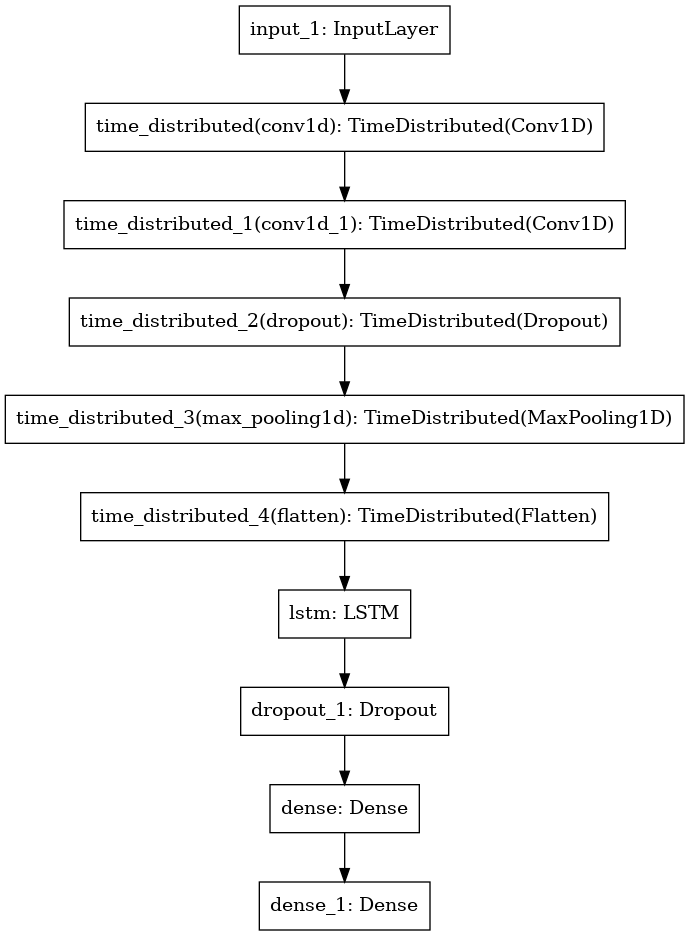 input_1: InputLayer
time_distributed(conv1d): TimeDistributed(Conv1D)
time_distributed_1(conv1d_1): TimeDistributed(Conv1D)
time_distributed_2(dropout): TimeDistributed(Dropout)
time_distributed_3(max_pooling1d): TimeDistributed(MaxPooling1D)
time_distributed_4(flatten): TimeDistributed(Flatten)
lstm: LSTM
dropout_1: Dropout
dense: Dense
dense_1: Dense